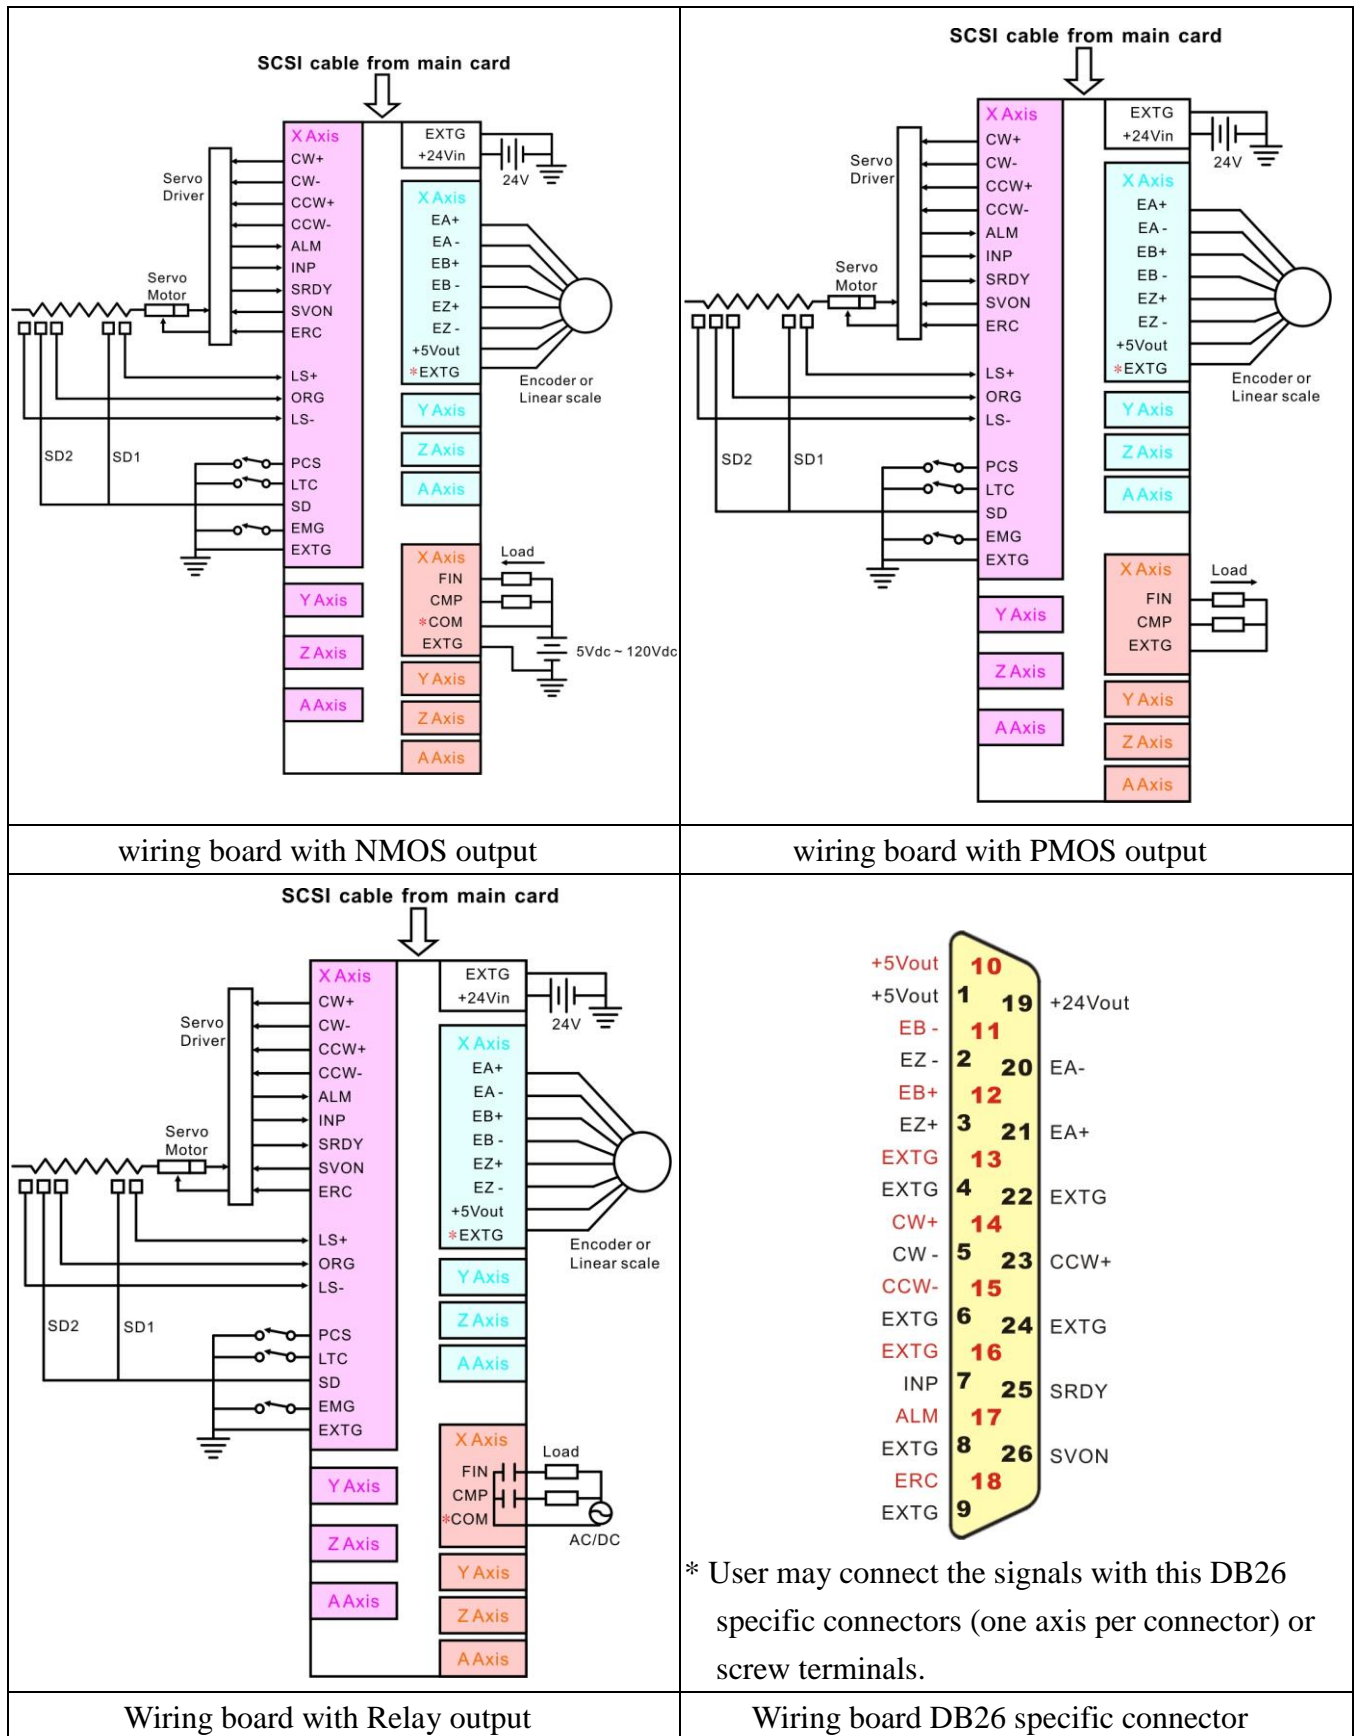 SCSI cable from main card
X Axis
CW+
CW-
CCW+
CCW-
ALM
INP
SRDY
SVON
ERC
LS+
ORG
LS-
PCS
LTC
SD
EMG
EXTG
Y Axis
Z Axis
A Axis
Servo
Driver
Servo
Motor
SD2
SD1
EXTG
+24Vin
24V
X Axis
EA+
EA -
EB+
EB -
EZ+
EZ -
+5Vout
*EXTG
Encoder or
Linear scale
Y Axis
Z Axis
A Axis
X Axis
FIN
CMP
*COM
EXTG
Load
5Vdc ~ 120Vdc
Y Axis
Z Axis
A Axis
wiring board with NMOS output
SCSI cable from main card
X Axis
CW+
CW-
CCW+
CCW-
ALM
INP
SRDY
SVON
ERC
LS+
ORG
LS-
PCS
LTC
SD
EMG
EXTG
Y Axis
Z Axis
A Axis
Servo
Driver
Servo
Motor
SD2
SD1
EXTG
+24Vin
24V
X Axis
EA+
EA -
EB+
EB -
EZ+
EZ -
+5Vout
*EXTG
Encoder or
Linear scale
Y Axis
Z Axis
A Axis
X Axis
FIN
CMP
EXTG
Load
Y Axis
Z Axis
A Axis
wiring board with PMOS output
SCSI cable from main card
X Axis
CW+
CW-
CCW+
CCW-
ALM
INP
SRDY
SVON
ERC
LS+
ORG
LS-
PCS
LTC
SD
EMG
EXTG
Y Axis
Z Axis
A Axis
Servo
Driver
Servo
Motor
SD2
SD1
EXTG
+24Vin
24V
X Axis
EA+
EA -
EB+
EB -
EZ+
EZ -
+5Vout
*EXTG
Encoder or
Linear scale
Y Axis
Z Axis
A Axis
X Axis
FIN
CMP
*COM
Load
AC/DC
Y Axis
Z Axis
A Axis
Wiring board with Relay output
+5Vout 10
+5Vout 1 19 +24Vout
EB - 11
EZ - 2 20 EA-
EB+ 12
EZ+ 3 21 EA+
EXTG 13
EXTG 4 22 EXTG
CW+ 14
CW - 5 23 CCW+
CCW- 15
EXTG 6 24 EXTG
EXTG 16
INP 7 25 SRDY
ALM 17
EXTG 8 26 SVON
ERC 18
EXTG 9
* User may connect the signals with this DB26
specific connectors (one axis per connector) or
screw terminals.
Wiring board DB26 specific connector